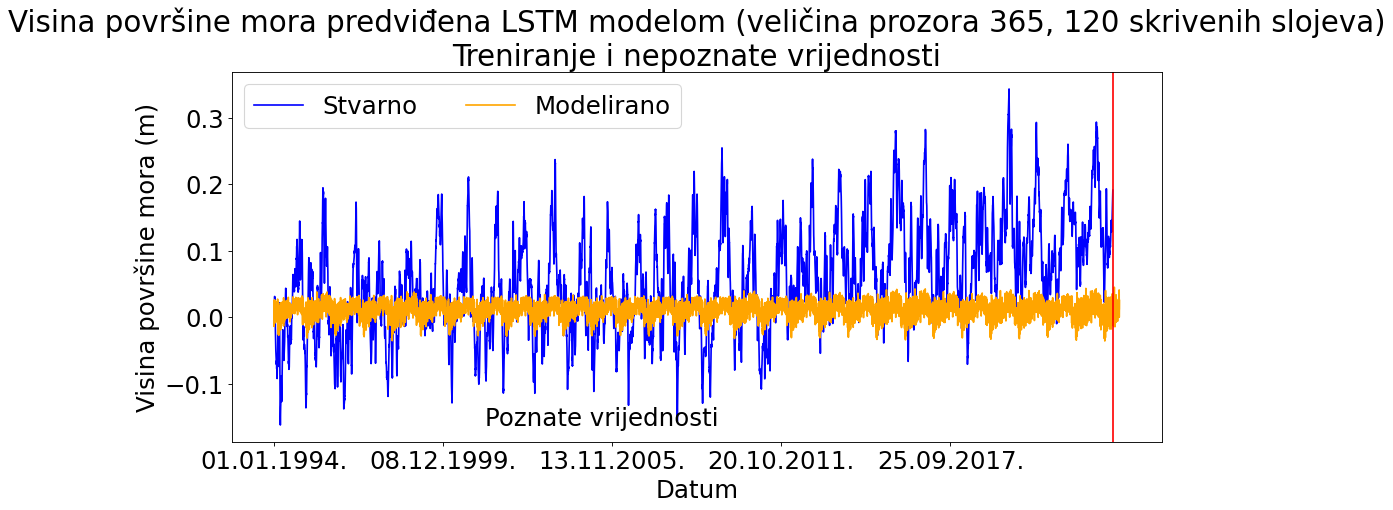 Visina površine mora predviđena LSTM modelom (veličina prozora 365, 120 skrivenih slojeva)
Treniranje i nepoznate vrijednosti
Stvarno Modelirano
Visina površine mora (m)
0.3
0.2
0.1
0.0
−0.1
Poznate vrijednosti
01.01.1994. 08.12.1999. 13.11.2005. 20.10.2011. 25.09.2017.
Datum